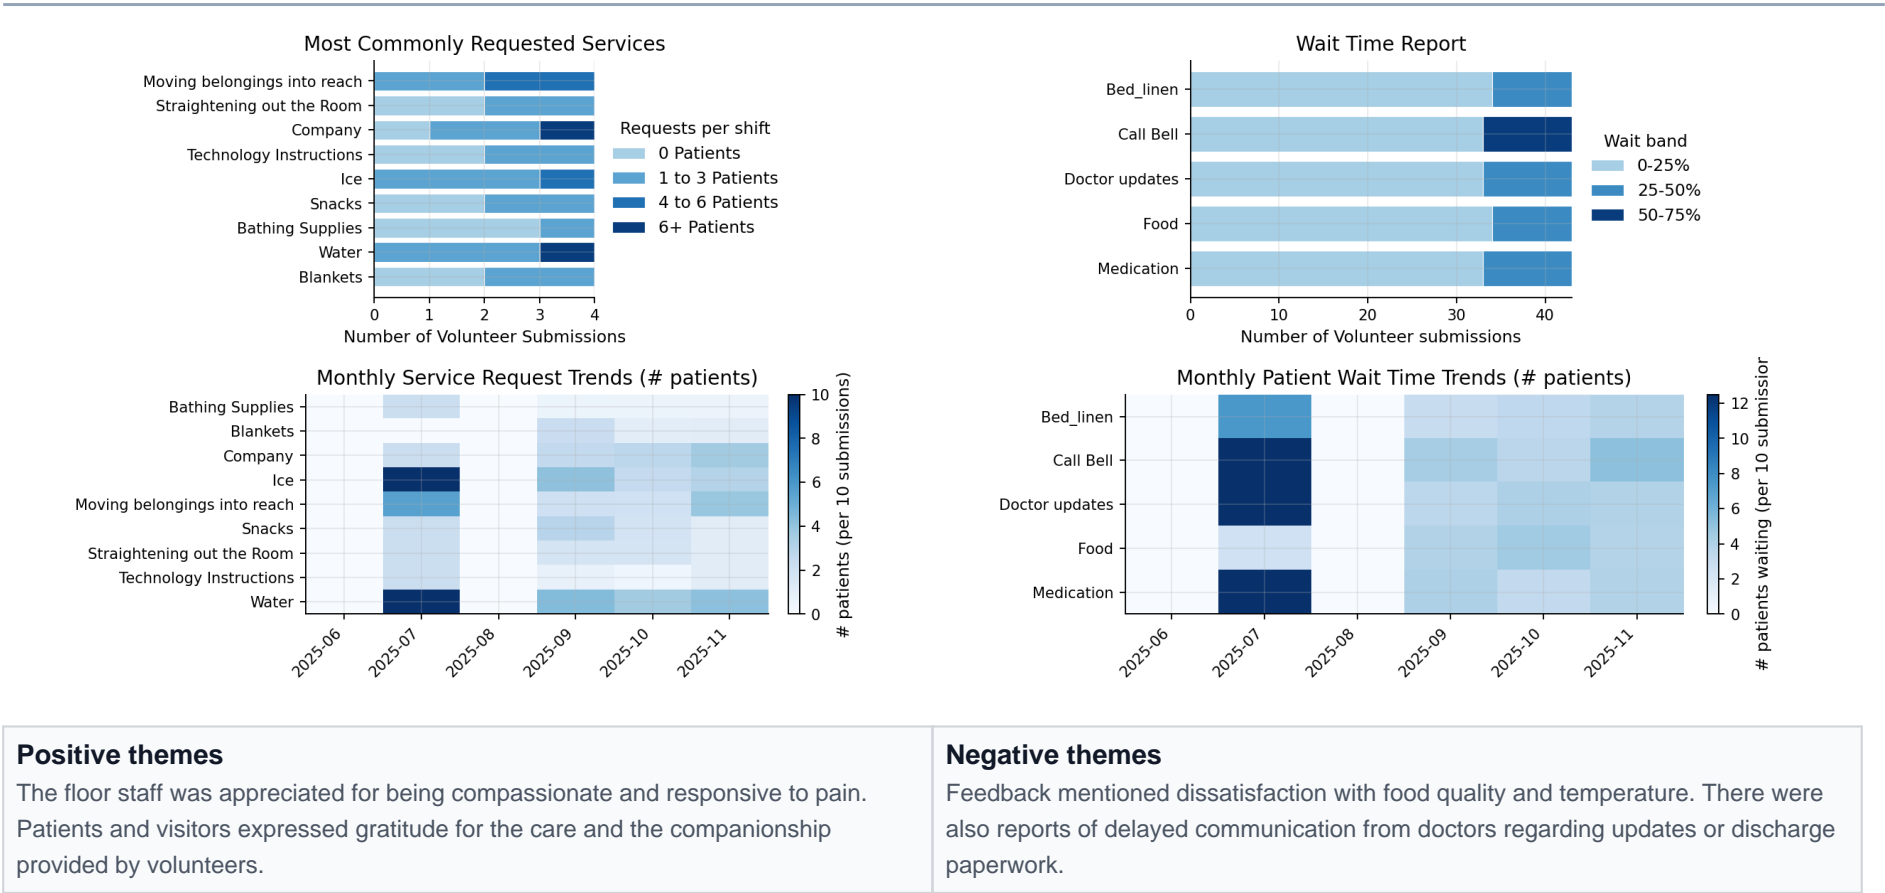 Most Commonly Requested Services
Moving belongings into reach
Straightening out the Room
Company
Technology Instructions
Ice
Snacks
Bathing Supplies
Water
Blankets
0 1 2 3 4
Number of Volunteer Submissions
Requests per shift
0 Patients
1 to 3 Patients
4 to 6 Patients
6+ Patients
Wait Time Report
Bed_linen
Call Bell
Doctor updates
Food
Medication
0 10 20 30 40
Number of Volunteer submissions
Wait band
0-25%
25-50%
50-75%
Monthly Service Request Trends (# patients)
Bathing Supplies
Blankets
Company
Ice
Moving belongings into reach
Snacks
Straightening out the Room
Technology Instructions
Water
2025-06 2025-07 2025-08 2025-09 2025-10 2025-11
10
8
6
4
2
0
# patients (per 10 submissions)
Monthly Patient Wait Time Trends (# patients)
Bed_linen
Call Bell
Doctor updates
Food
Medication
2025-06 2025-07 2025-08 2025-09 2025-10 2025-11
12
10
8
6
4
2
0
# patients waiting (per 10 submission
Positive themes
The floor staff was appreciated for being compassionate and responsive to pain.
Patients and visitors expressed gratitude for the care and the companionship
provided by volunteers.
Negative themes
Feedback mentioned dissatisfaction with food quality and temperature. There were
also reports of delayed communication from doctors regarding updates or discharge
paperwork.